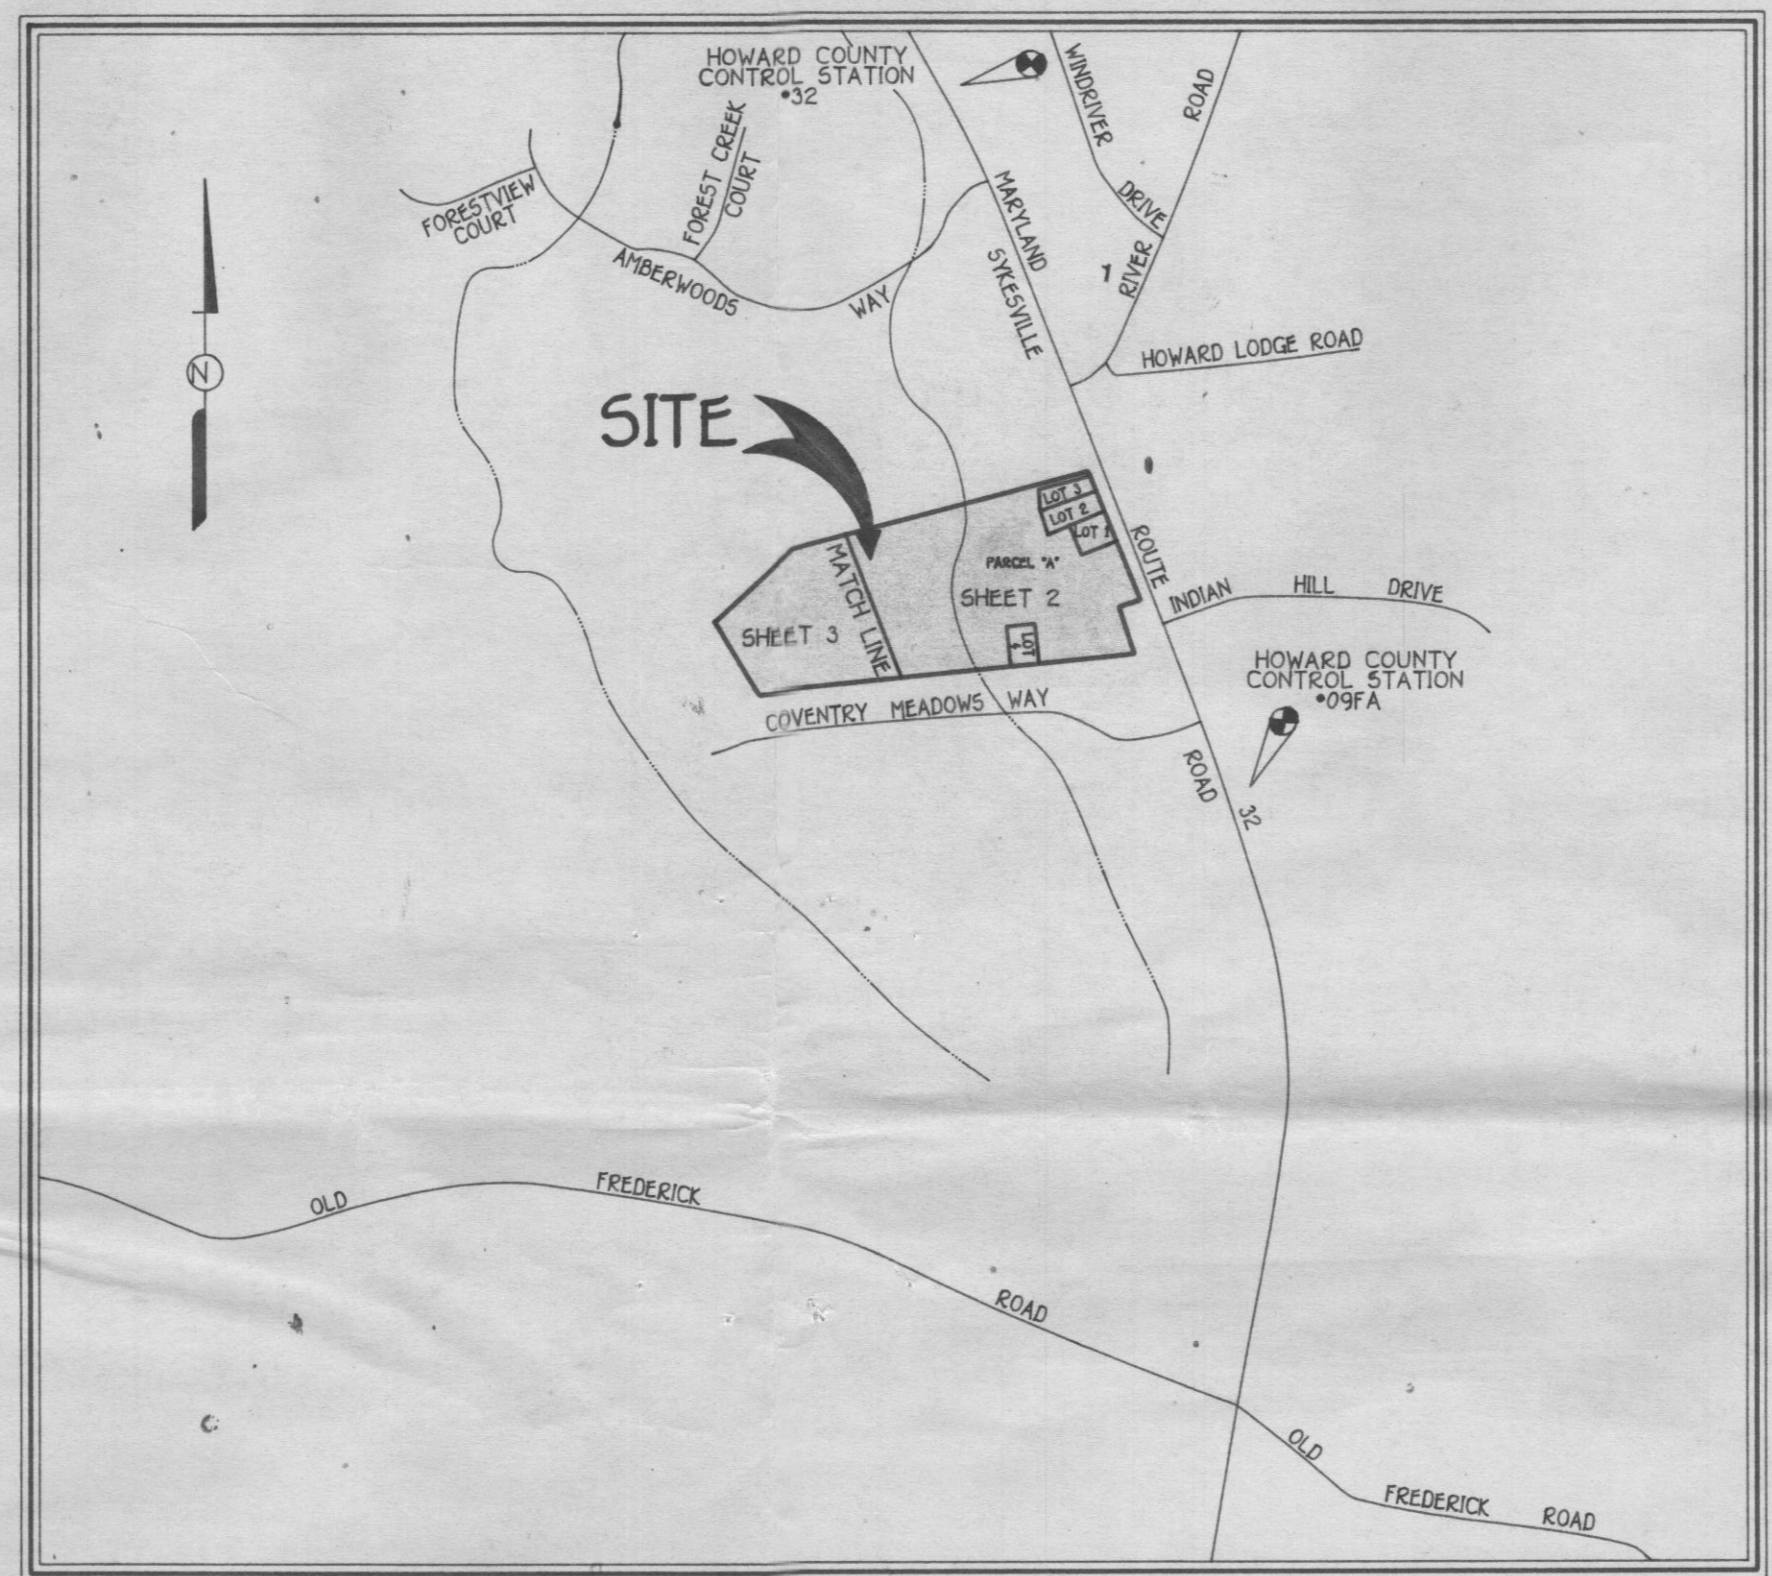 HOWARD COUNTY
CONTROL STATION
•32
WINDRIVER
DRIVE
RIVER
ROAD
FOREST CREEK
COURT
FORESTVIEW
COURT
AMBERWOODS
WAY
MARYLAND
SYKESVILLE
1
HOWARD LODGE ROAD
N
SITE
LOT 3
LOT 2
LOT 1
ROUTE
MATCH LINE
PARCEL "A"
SHEET 2
SHEET 3
LOT
4
INDIAN HILL DRIVE
HOWARD COUNTY
CONTROL STATION
•09FA
COVENTRY MEADOWS WAY
ROAD
32
OLD FREDERICK ROAD
OLD FREDERICK ROAD